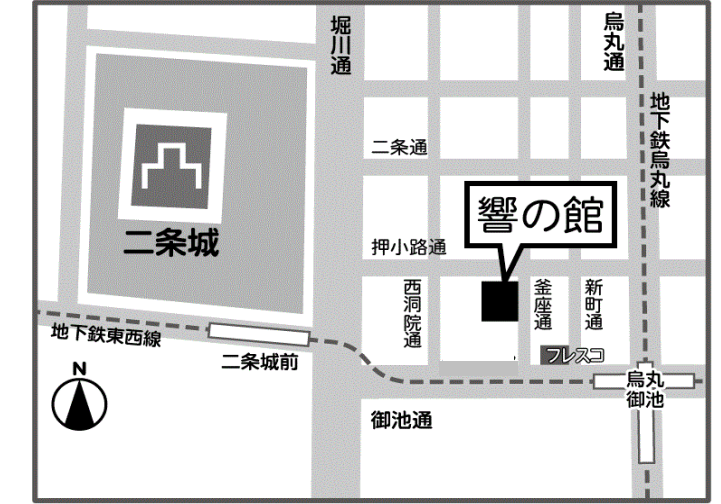 堀川通
烏丸通
地下鉄烏丸線
二条通
響の館
二条城
押小路通
西洞院通
釜座通
新町通
地下鉄東西線
二条城前
フレスコ
烏丸
御池
N
御池通